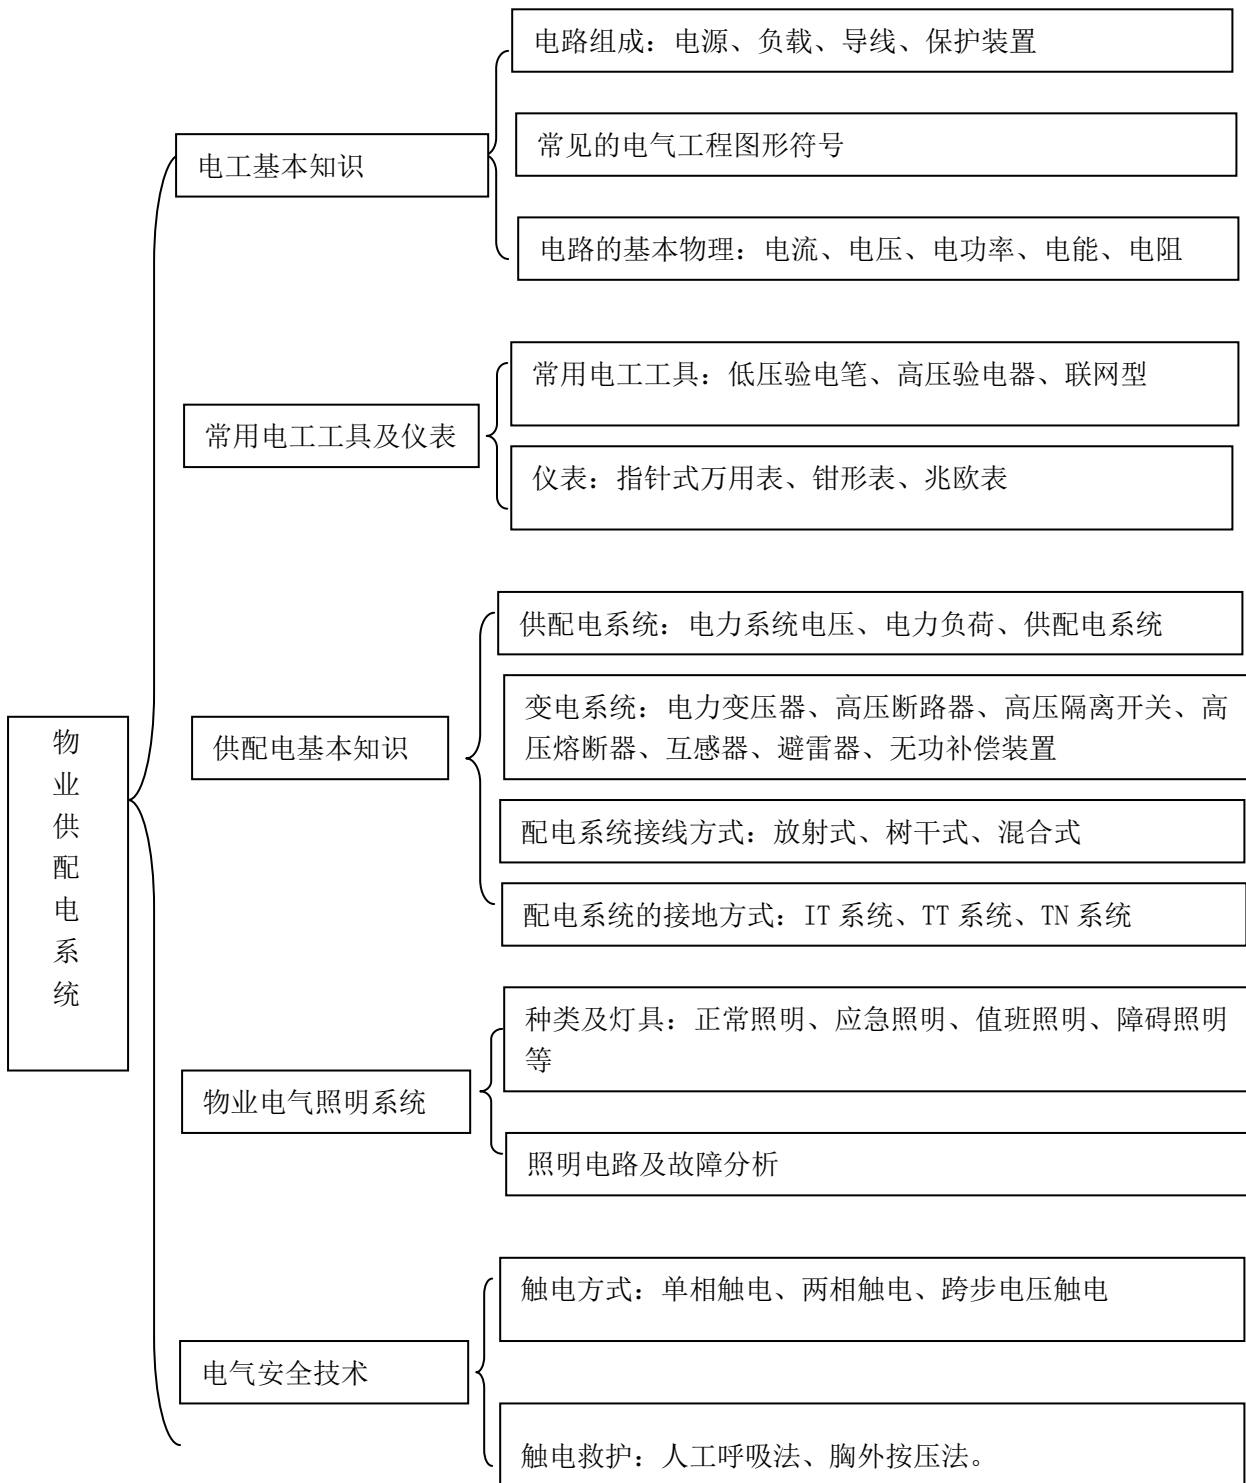 物业供配电系统
电工基本知识
电路组成：电源、负载、导线、保护装置
常见的电气工程图形符号
电路的基本物理：电流、电压、电功率、电能、电阻
常用电工工具及仪表
常用电工工具：低压验电笔、高压验电器、联网型
仪表：指针式万用表、钳形表、兆欧表
供配电基本知识
供配电系统：电力系统电压、电力负荷、供配电系统
变电系统：电力变压器、高压断路器、高压隔离开关、高
压熔断器、互感器、避雷器、无功补偿装置
配电系统接线方式：放射式、树干式、混合式
配电系统的接地方式：IT 系统、TT 系统、TN 系统
物业电气照明系统
种类及灯具：正常照明、应急照明、值班照明、障碍照明
等
照明电路及故障分析
电气安全技术
触电方式：单相触电、两相触电、跨步电压触电
触电救护：人工呼吸法、胸外按压法。